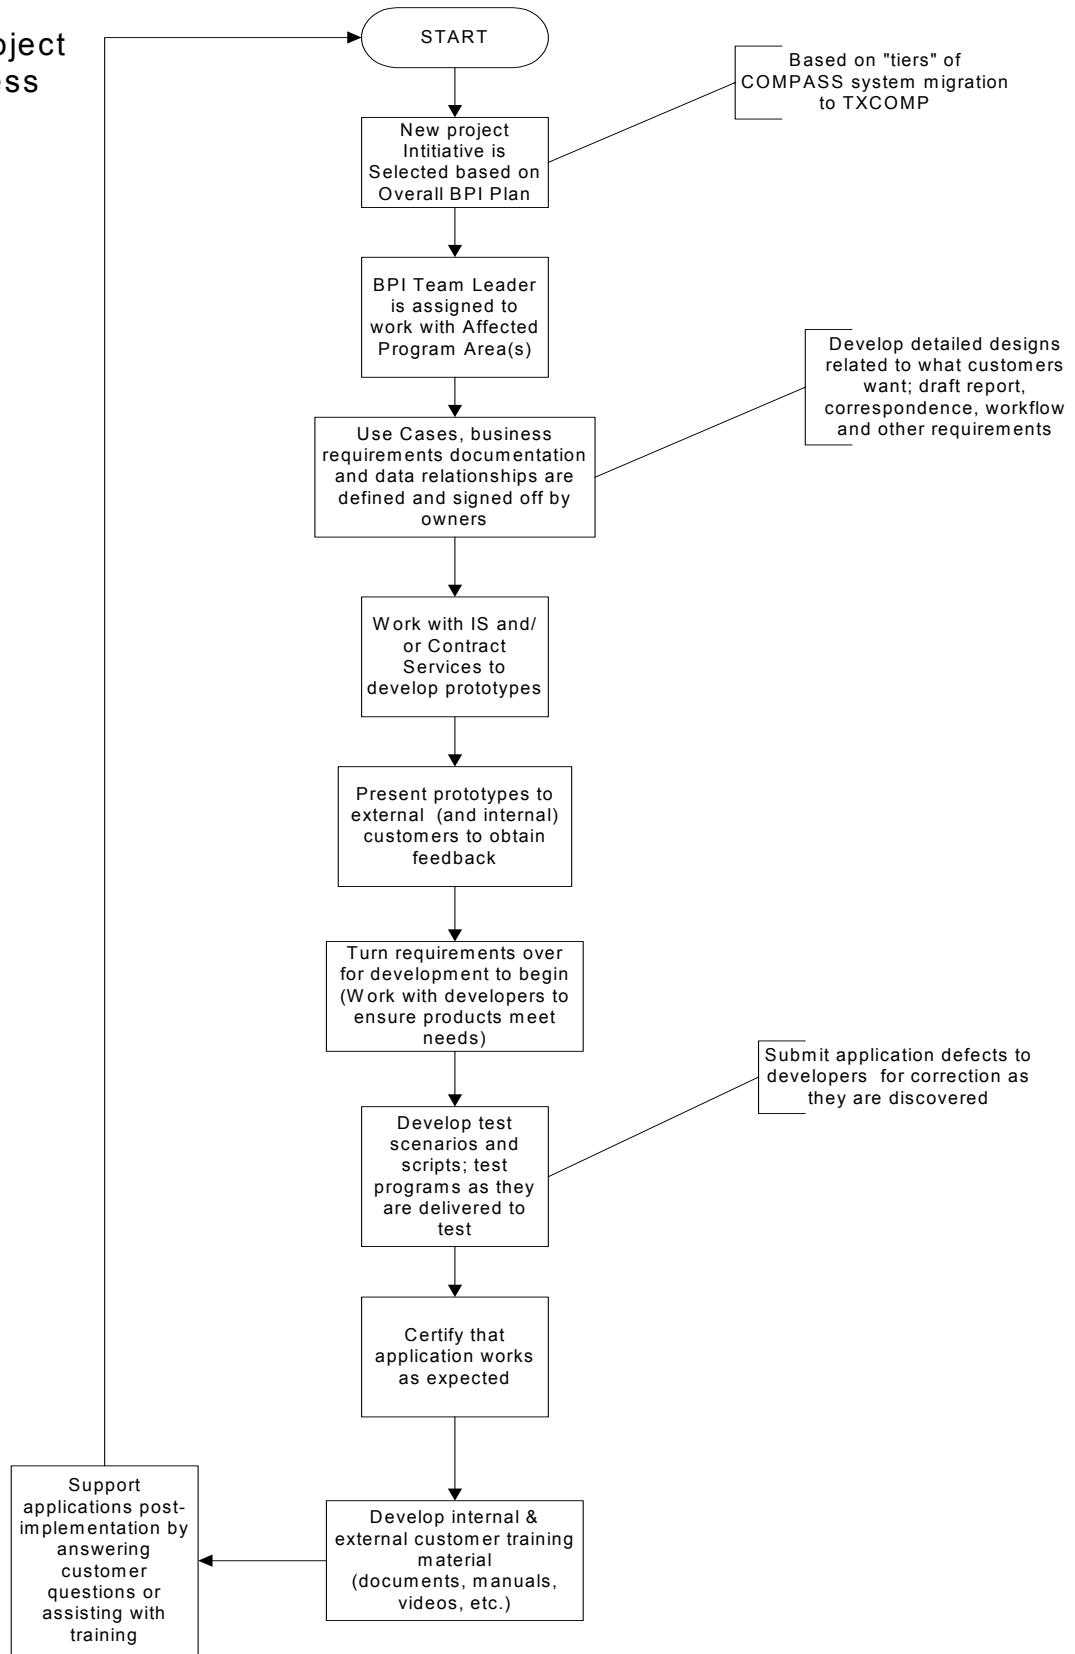 START
Based on "tiers" of
COMPASS system migration
to TXCOMP
New project
Intitiative is
Selected based on
Overall BPI Plan
BPI Team Leader
is assigned to
work with Affected
Program Area(s)
Develop detailed designs
related to what customers
want; draft report,
correspondence, workflow
and other requirements
Use Cases, business
requirements documentation
and data relationships are
defined and signed off by
owners
Work with IS and/
or Contract
Services to
develop prototypes
Present prototypes to
external (and internal)
customers to obtain
feedback
Turn requirements over
for development to begin
(Work with developers to
ensure products meet
needs)
Submit application defects to
developers for correction as
they are discovered
Develop test
scenarios and
scripts; test
programs as they
are delivered to
test
Certify that
application works
as expected
Develop internal &
external customer training
material
(documents, manuals,
videos, etc.)
Support
applications post-
implementation by
answering
customer
questions or
assisting with
training